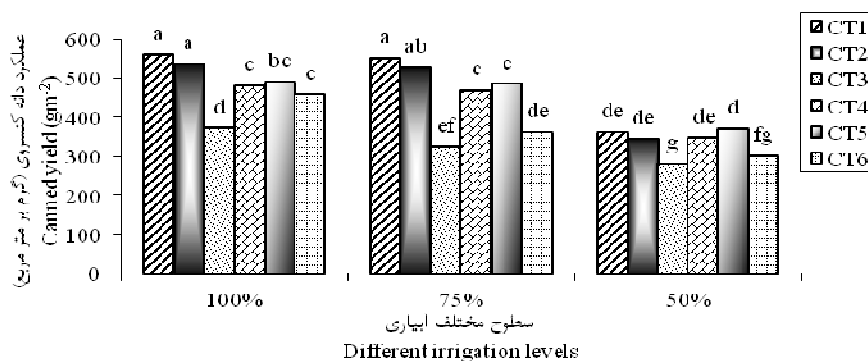 عملکرد دانه کنسروی (گرم بر متر مربع)
Canned yield (gm-2)
600
500
400
300
200
100
0
a a d c bc c
a ab ef c c de
de de g de d fg
100% 75% 50%
سطوح مختلف ابیاری
Different irrigation levels
CT1
CT2
CT3
CT4
CT5
CT6